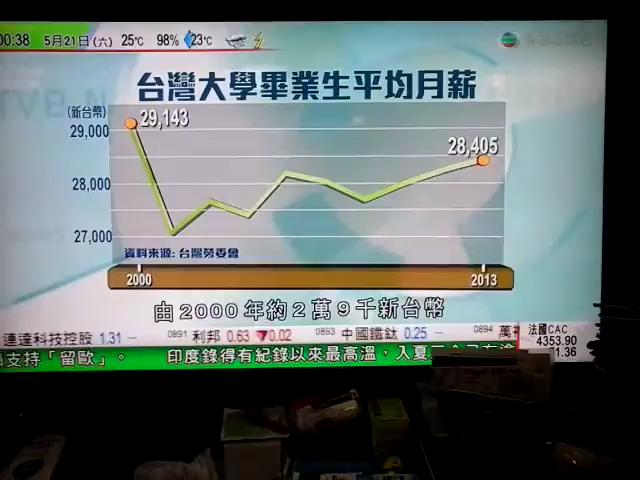 00:38 5月21日(六) 25℃ 98% 23℃
台灣大學畢業生平均月薪
(新台幣)
29,000
29,143
28,405
28,000
27,000
資料來源: 台灣勞委會
2000
2013
由2000年約2萬9千新台幣
連達科技控股 1.31 — 0891 利邦 0.63 ▼0.02 0893 中國鐵鈦 0.25 — 0894
法國CAC
4353.90
支持「留歐」。 印度錄得有紀錄以來最高溫，入夏